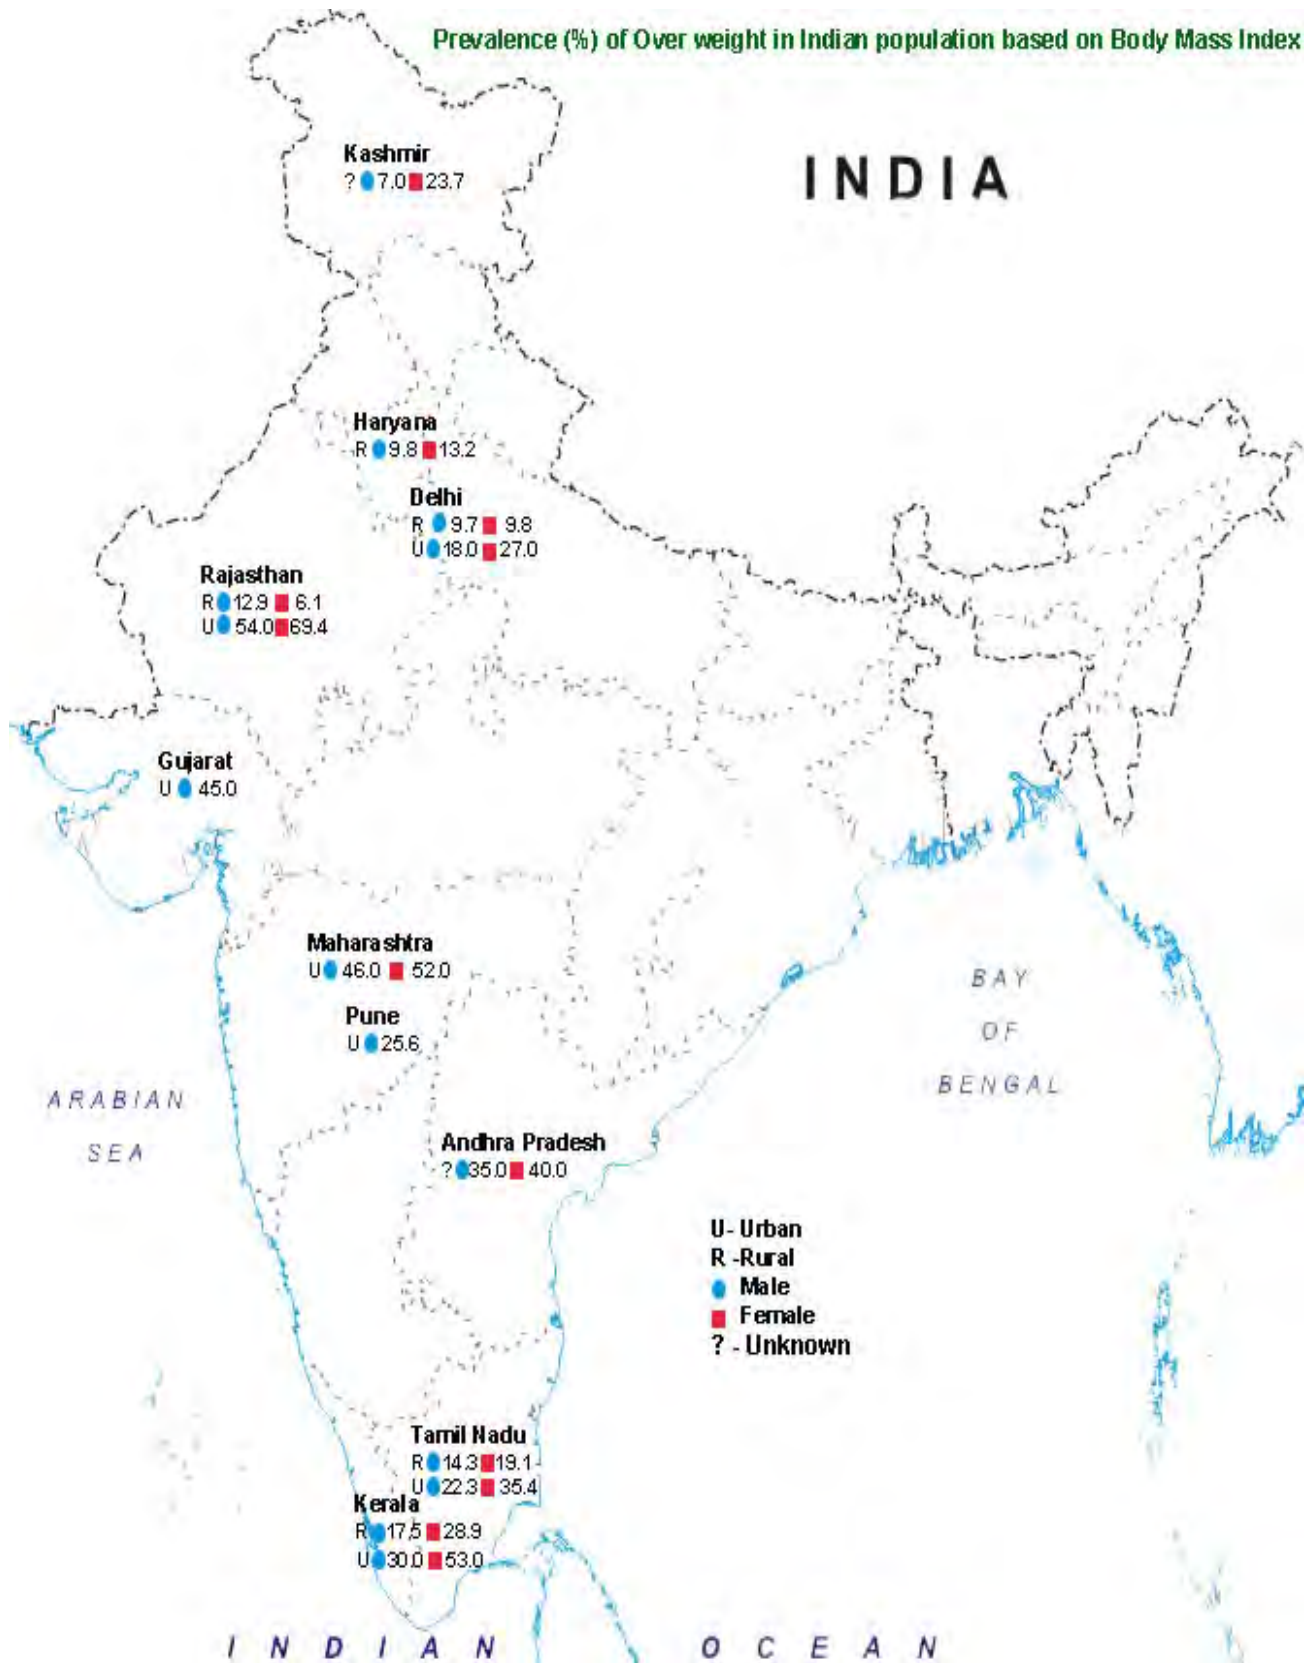 Prevalence (%) of Over weight in Indian population based on Body Mass Index
INDIA
Kashmir
? 7.0 23.7
Haryana
R 9.8 13.2
Delhi
R 9.7 9.8
U 18.0 27.0
Rajasthan
R 12.9 6.1
U 54.0 69.4
Gujarat
U 45.0
Maharashtra
U 46.0 52.0
Pune
U 25.6
BAY
OF
BENGAL
ARABIAN
SEA
Andhra Pradesh
? 35.0 40.0
U- Urban
R -Rural
Male
Female
? - Unknown
Tamil Nadu
R 14.3 19.1
U 22.3 35.4
Kerala
R 17.5 28.9
U 30.0 53.0
INDIAN OCEAN